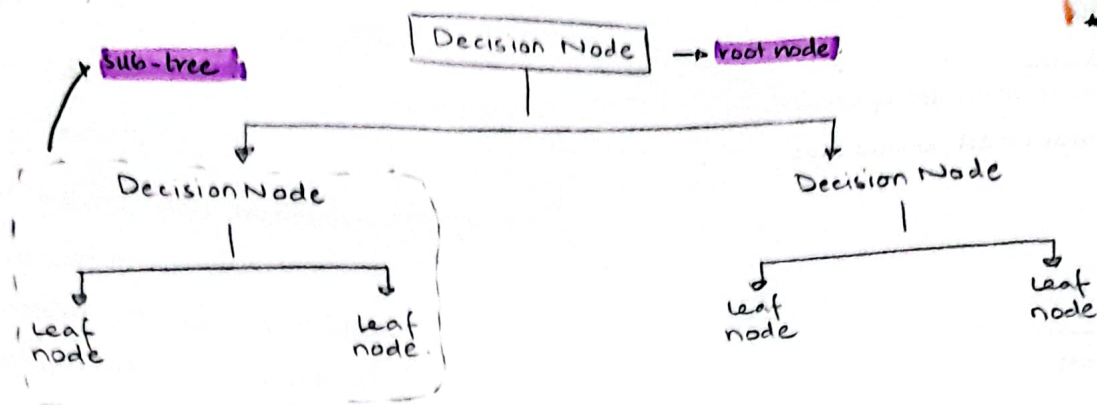 Decision Node → root node
sub-tree
Decision Node
Decision Node
Leaf
node
Leaf
node
Leaf
node
Leaf
node